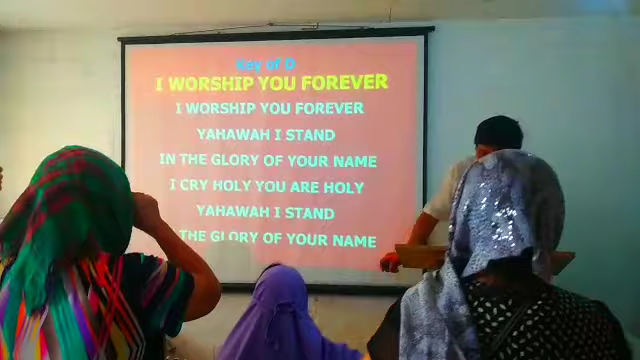 Key of D
I WORSHIP YOU FOREVER
I WORSHIP YOU FOREVER
YAHAWAH I STAND
IN THE GLORY OF YOUR NAME
I CRY HOLY YOU ARE HOLY
YAHAWAH I STAND
THE GLORY OF YOUR NAME